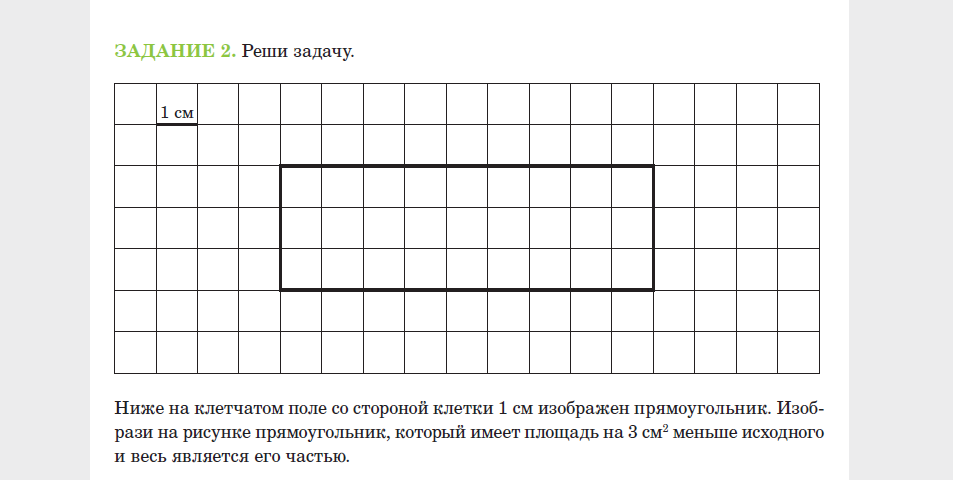 ЗАДАНИЕ 2. Реши задачу.
1 см
Ниже на клетчатом поле со стороной клетки 1 см изображен прямоугольник. Изоб-
рази на рисунке прямоугольник, который имеет площадь на 3 см² меньше исходного
и весь является его частью.